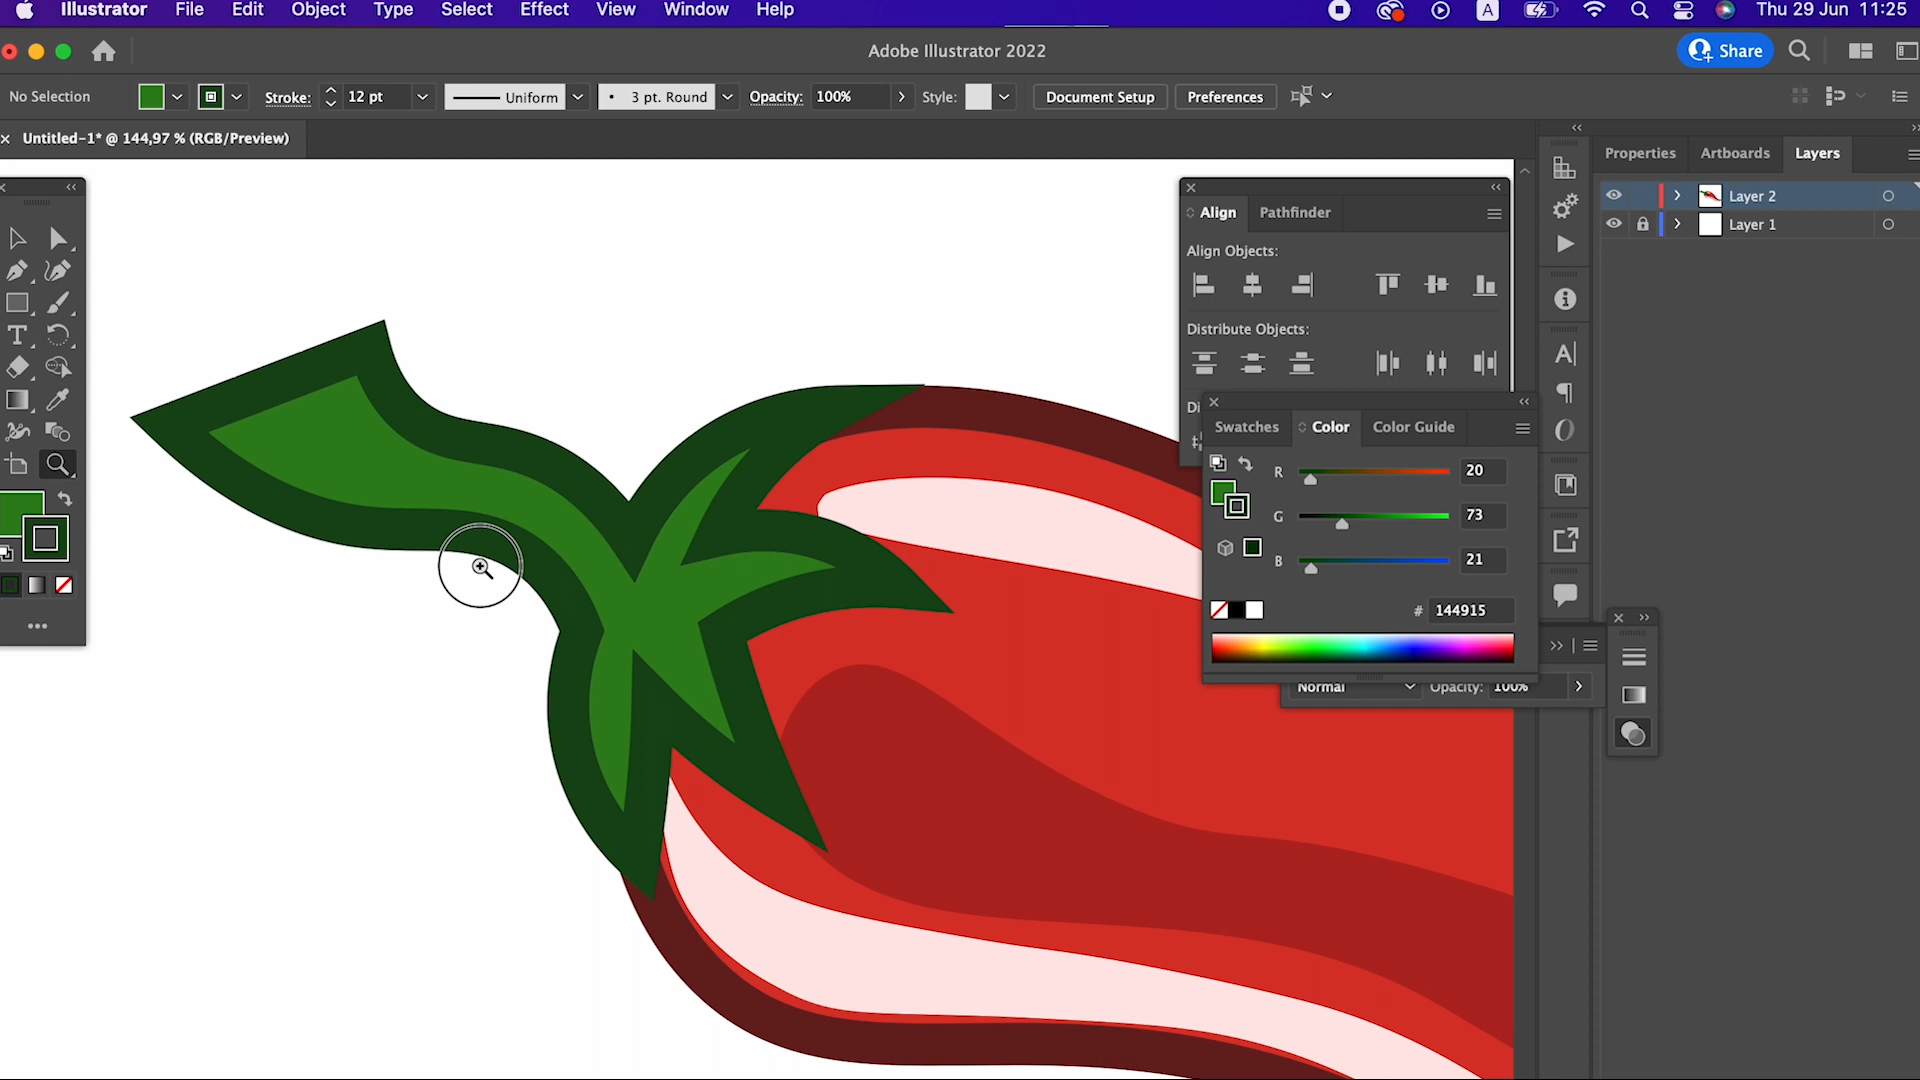 Illustrator File Edit Object Type Select Effect View Window Help A Thu 29 Jun 11:25
Adobe Illustrator 2022 Share
No Selection Stroke: 12 pt Uniform 3 pt. Round Opacity: 100% Style: Document Setup Preferences
Untitled-1* @ 144,97 % (RGB/Preview)
Properties Artboards Layers
Layer 2
Layer 1
Align Pathfinder
Align Objects:
Distribute Objects:
Di
Swatches Color Color Guide
R 20
G 73
B 21
# 144915
Normal Opacity: 100%